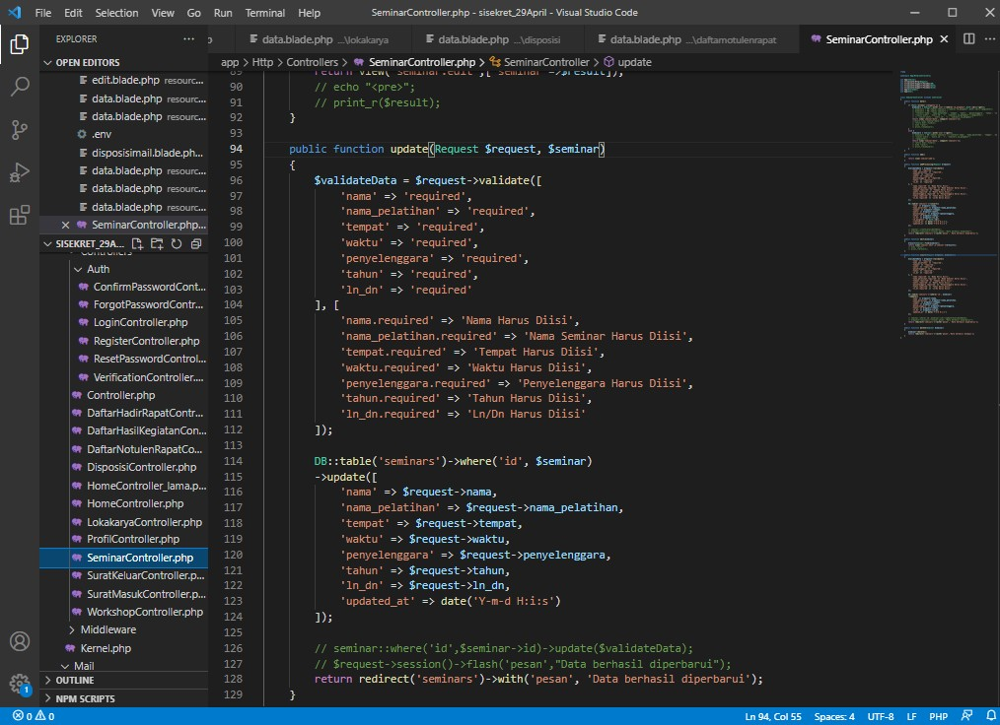 File Edit Selection View Go Run Terminal Help SeminarController.php - sisekret_29April - Visual Studio Code
EXPLORER
data.blade.php ...\lokakarya data.blade.php ...\disposisi data.blade.php ...\daftarnotulenrapat SeminarController.php
app > Http > Controllers > SeminarController.php > SeminarController > update
OPEN EDITORS
edit.blade.php resourc...
data.blade.php resourc...
data.blade.php resourc...
.env
disposisimail.blade.ph...
data.blade.php resourc...
data.blade.php resourc...
data.blade.php resourc...
SeminarController.php...
SISEKRET_29A...
Controllers
Auth
ConfirmPasswordCont...
ForgotPasswordContr...
LoginController.php
RegisterController.php
ResetPasswordControl...
VerificationController....
Controller.php
DaftarHadirRapatContr...
DaftarHasilKegiatanCon...
DaftarNotulenRapatCo...
DisposisiController.php
HomeController_lama.p...
HomeController.php
LokakaryaController.php
ProfilController.php
SeminarController.php
SuratKeluarController.p...
SuratMasukController.p...
WorkshopController.php
Middleware
Kernel.php
Mail
OUTLINE
NPM SCRIPTS
89 return view('seminar.edit',['seminar'=>$result]);
90 // echo "<pre>";
91 // print_r($result);
92 }
93
94 public function update(Request $request, $seminar)
95 {
96 $validateData = $request->validate([
97 'nama' => 'required',
98 'nama_pelatihan' => 'required',
99 'tempat' => 'required',
100 'waktu' => 'required',
101 'penyelenggara' => 'required',
102 'tahun' => 'required',
103 'ln_dn' => 'required'
104 ], [
105 'nama.required' => 'Nama Harus Diisi',
106 'nama_pelatihan.required' => 'Nama Seminar Harus Diisi',
107 'tempat.required' => 'Tempat Harus Diisi',
108 'waktu.required' => 'Waktu Harus Diisi',
109 'penyelenggara.required' => 'Penyelenggara Harus Diisi',
110 'tahun.required' => 'Tahun Harus Diisi',
111 'ln_dn.required' => 'Ln/Dn Harus Diisi'
112 ]);
113
114 DB::table('seminars')->where('id', $seminar)
115 ->update([
116 'nama' => $request->nama,
117 'nama_pelatihan' => $request->nama_pelatihan,
118 'tempat' => $request->tempat,
119 'waktu' => $request->waktu,
120 'penyelenggara' => $request->penyelenggara,
121 'tahun' => $request->tahun,
122 'ln_dn' => $request->ln_dn,
123 'updated_at' => date('Y-m-d H:i:s')
124 ]);
125
126 // seminar::where('id',$seminar->id)->update($validateData);
127 // $request->session()->flash('pesan',"Data berhasil diperbarui");
128 return redirect('seminars')->with('pesan', 'Data berhasil diperbarui');
129 }
1
0 0 Ln 94, Col 55 Spaces: 4 UTF-8 LF PHP